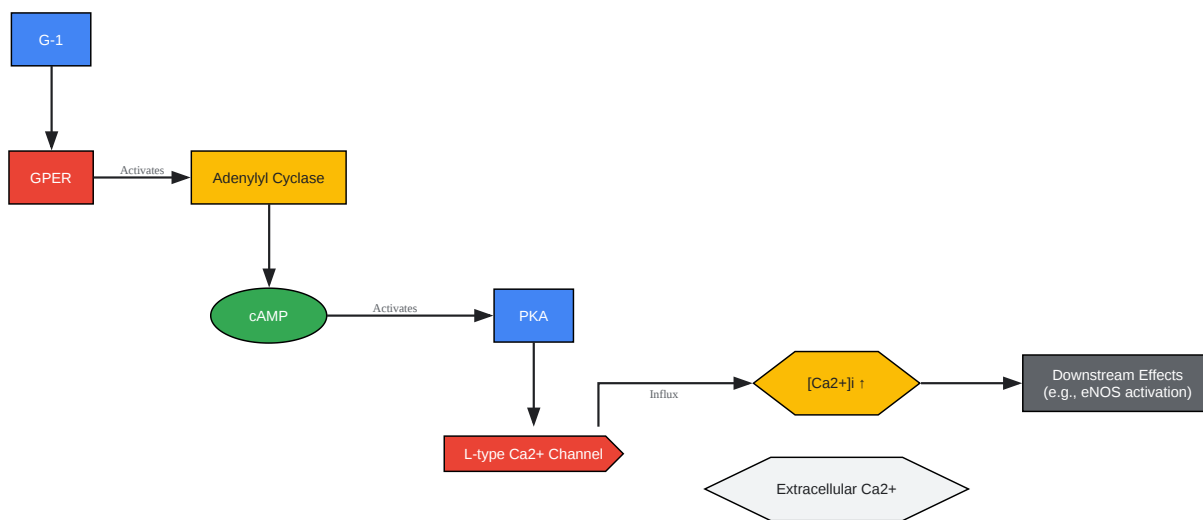 G-1
GPER
Activates
Adenylyl Cyclase
cAMP
Activates
PKA
L-type Ca2+ Channel
Influx
[Ca2+]i ↑
Downstream Effects
(e.g., eNOS activation)
Extracellular Ca2+